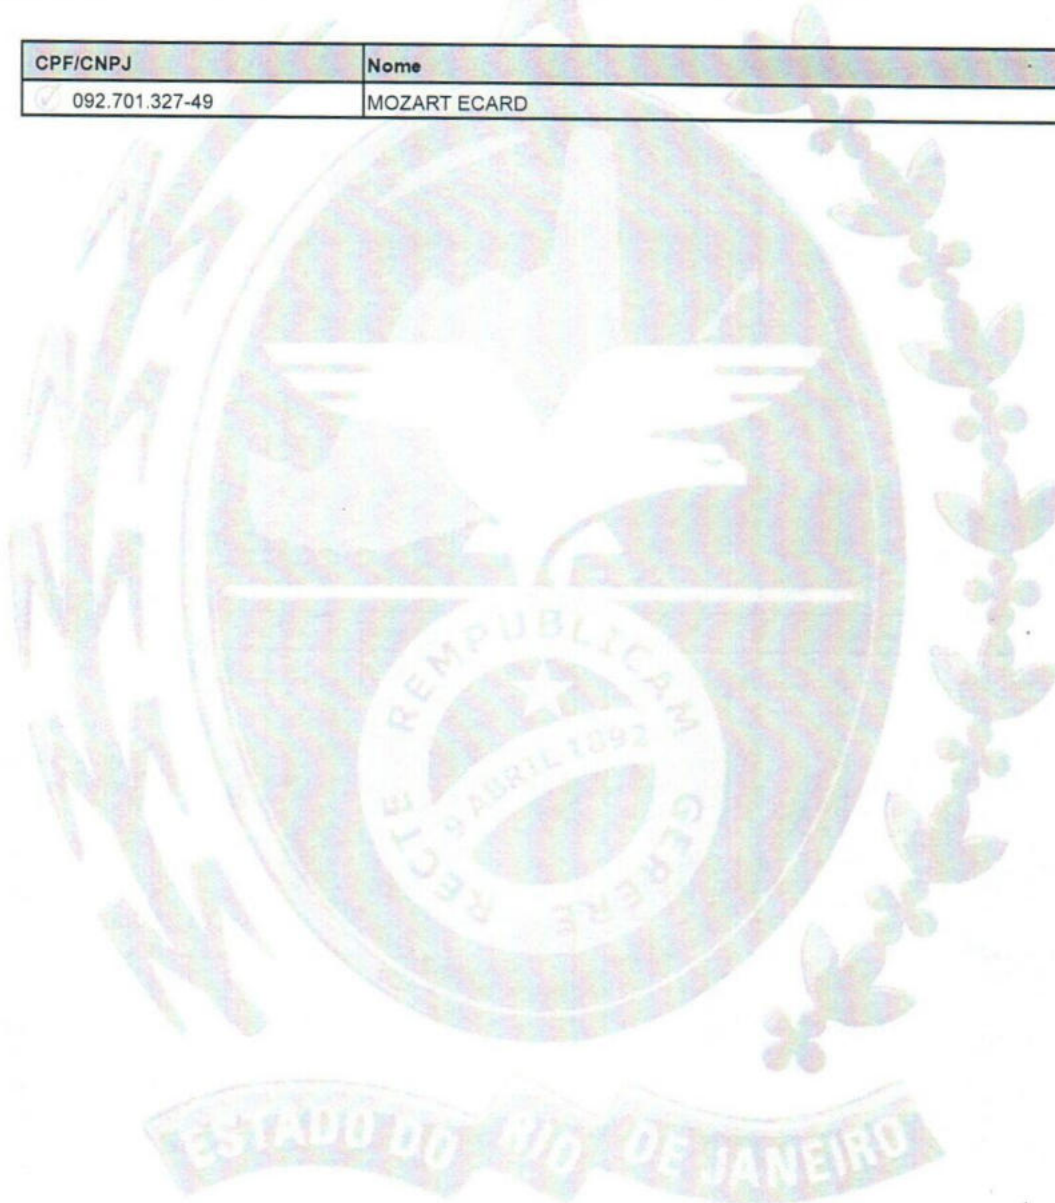 CPF/CNPJ Nome
092.701.327-49 MOZART ECARD
RECTE REMPUBLICAM GERERE
9 ABRIL 1892
ESTADO DO RIO DE JANEIRO